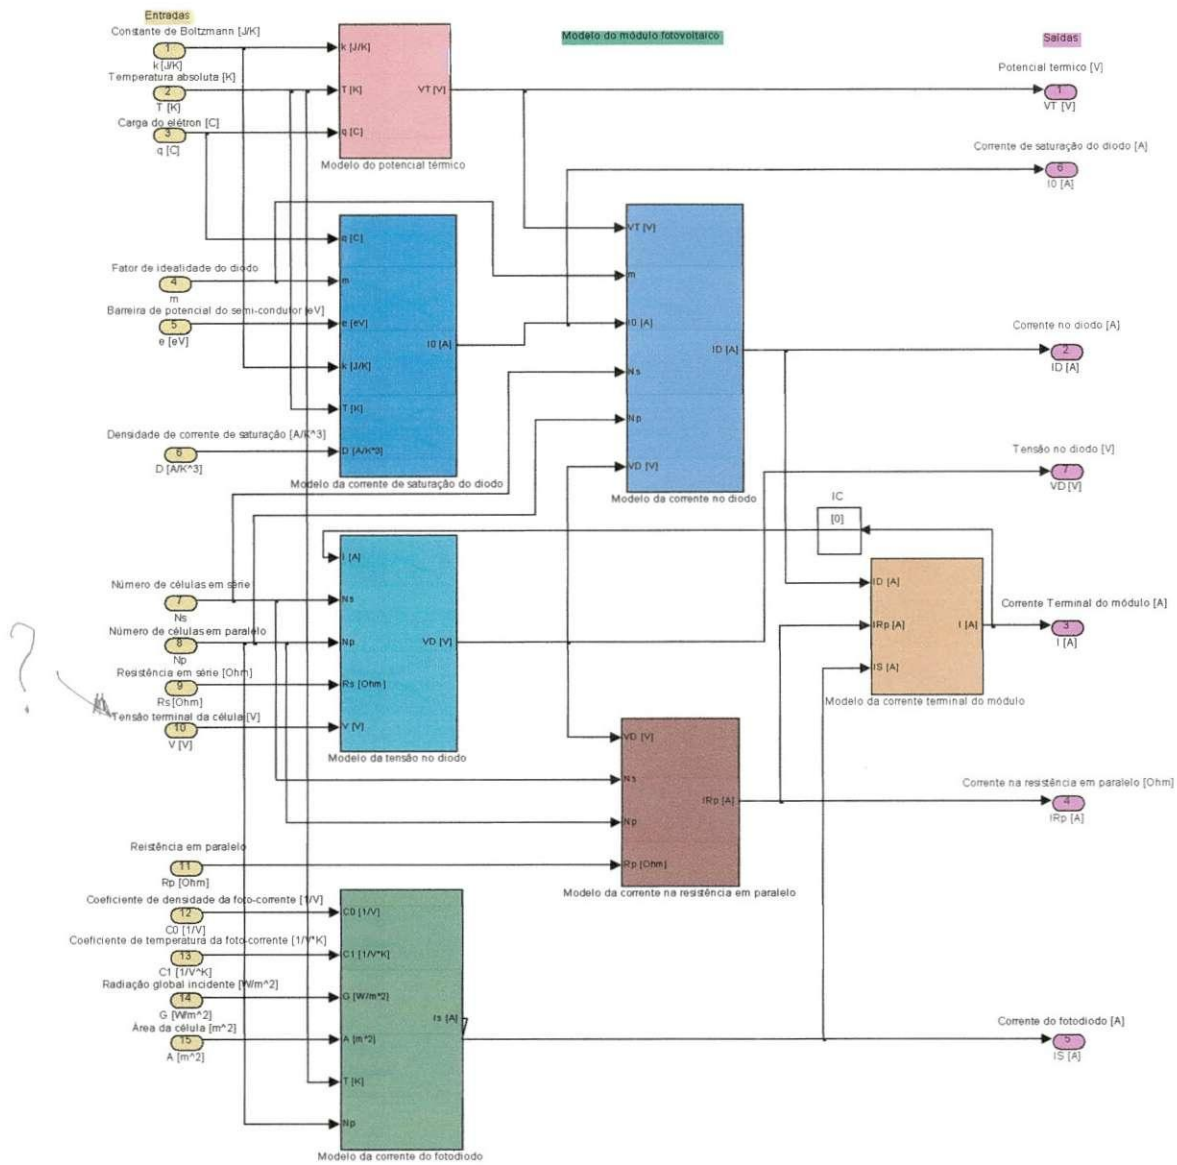 Entradas
Modelo do módulo fotovoltaico
Saídas
Constante de Boltzmann [J/K]
1
k [J/K]
Temperatura absoluta [K]
2
T [K]
Carga do elétron [C]
3
q [C]
k [J/K]
T [K]
q [C]
VT [V]
Modelo do potencial térmico
Potencial termico [V]
1
VT [V]
Corrente de saturação do diodo [A]
6
I0 [A]
Fator de idealidade do diodo
4
m
Barreira de potencial do semi-condutor [eV]
5
e [eV]
Densidade de corrente de saturação [A/K^3]
6
D [A/K^3]
q [C]
m
e [eV]
k [J/K]
T [K]
D [A/K^3]
I0 [A]
Modelo da corrente de saturação do diodo
VT [V]
m
I0 [A]
Ns
Np
VD [V]
ID [A]
Modelo da corrente no diodo
Corrente no diodo [A]
2
ID [A]
Tensão no diodo [V]
7
VD [V]
IC
[0]
Número de células em série
7
Ns
Número de células em paralelo
8
Np
Resistência em série [Ohm]
9
Rs [Ohm]
?
Tensão terminal da célula [V]
10
V [V]
I [A]
Ns
Np
Rs [Ohm]
V [V]
VD [V]
Modelo da tensão no diodo
ID [A]
IRp [A]
IS [A]
I [A]
Modelo da corrente terminal do módulo
Corrente Terminal do módulo [A]
3
I [A]
VD [V]
Ns
Np
Rp [Ohm]
IRp [A]
Modelo da corrente na resistência em paralelo
Corrente na resistência em paralelo [Ohm]
4
IRp [A]
Reistência em paralelo
11
Rp [Ohm]
Coeficiente de densidade da foto-corrente [1/V]
12
C0 [1/V]
Coeficiente de temperatura da foto-corrente [1/V*K]
13
C1 [1/V*K]
Radiação global incidente [W/m^2]
14
G [W/m^2]
Área da célula [m^2]
15
A [m^2]
C0 [1/V]
C1 [1/V*K]
G [W/m^2]
A [m^2]
T [K]
Np
Is [A]
Modelo da corrente do fotodiodo
Corrente do fotodiodo [A]
5
IS [A]